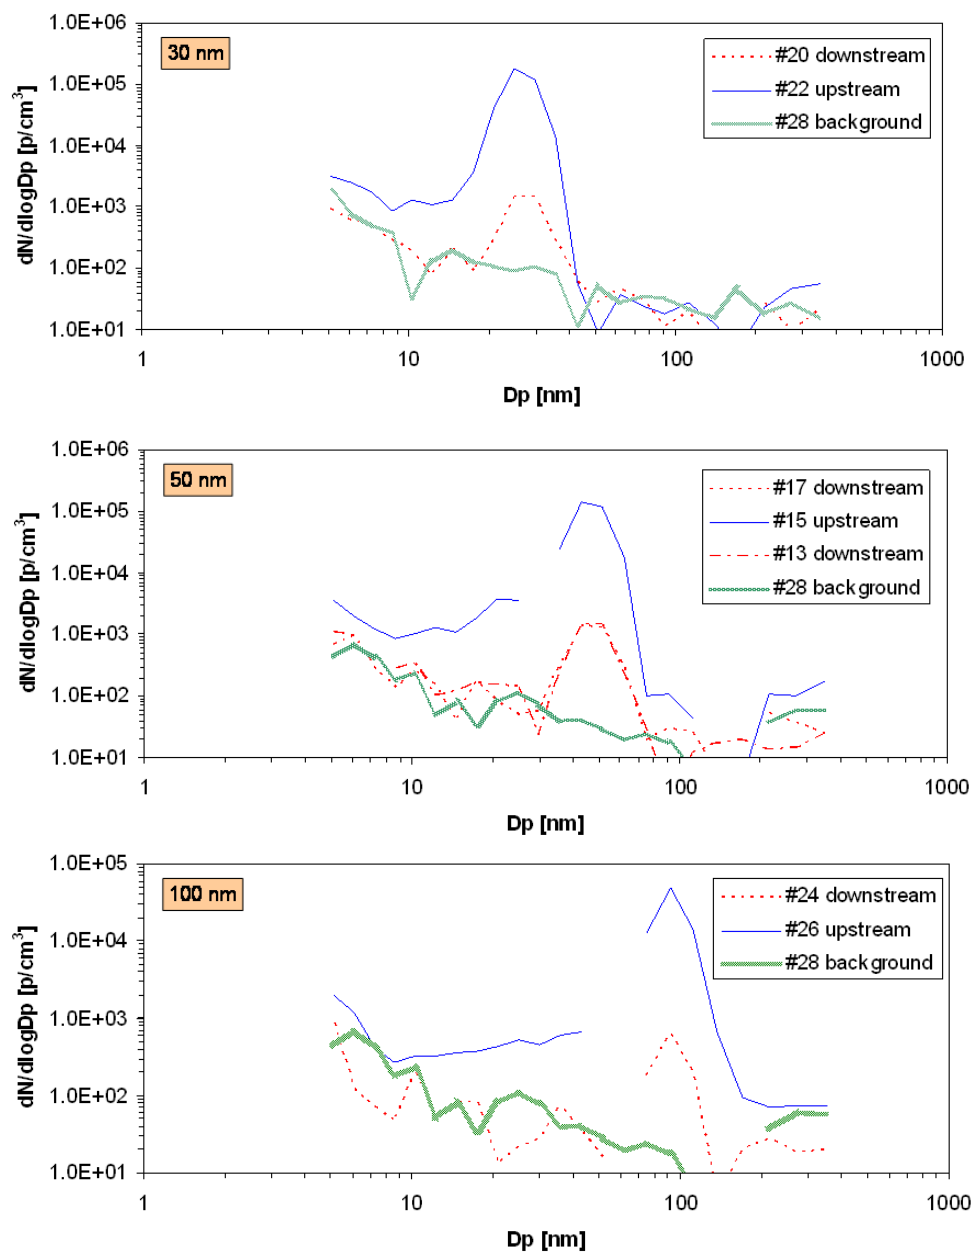 30 nm
#20 downstream
#22 upstream
#28 background
dN/dlogDp [p/cm³]
1.0E+06
1.0E+05
1.0E+04
1.0E+03
1.0E+02
1.0E+01
1 10 100 1000
Dp [nm]
50 nm
#17 downstream
#15 upstream
#13 downstream
#28 background
dN/dlogDp [p/cm³]
1.0E+06
1.0E+05
1.0E+04
1.0E+03
1.0E+02
1.0E+01
1 10 100 1000
Dp [nm]
100 nm
#24 downstream
#26 upstream
#28 background
dN/dlogDp [p/cm³]
1.0E+05
1.0E+04
1.0E+03
1.0E+02
1.0E+01
1 10 100 1000
Dp [nm]